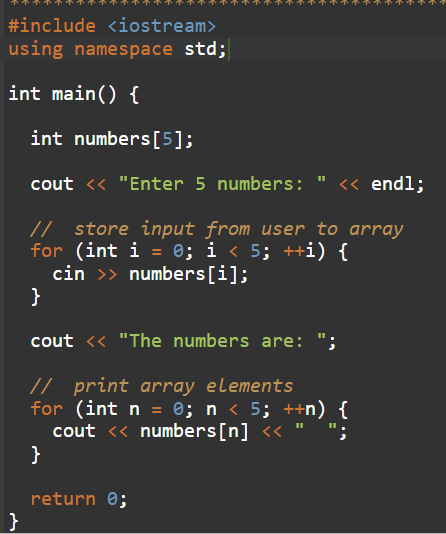 ****************************************
#include <iostream>
using namespace std;
int main() {
int numbers[5];
cout << "Enter 5 numbers: " << endl;
//  store input from user to array
for (int i = 0; i < 5; ++i) {
cin >> numbers[i];
}
cout << "The numbers are: ";
//  print array elements
for (int n = 0; n < 5; ++n) {
cout << numbers[n] << "  ";
}
return 0;
}